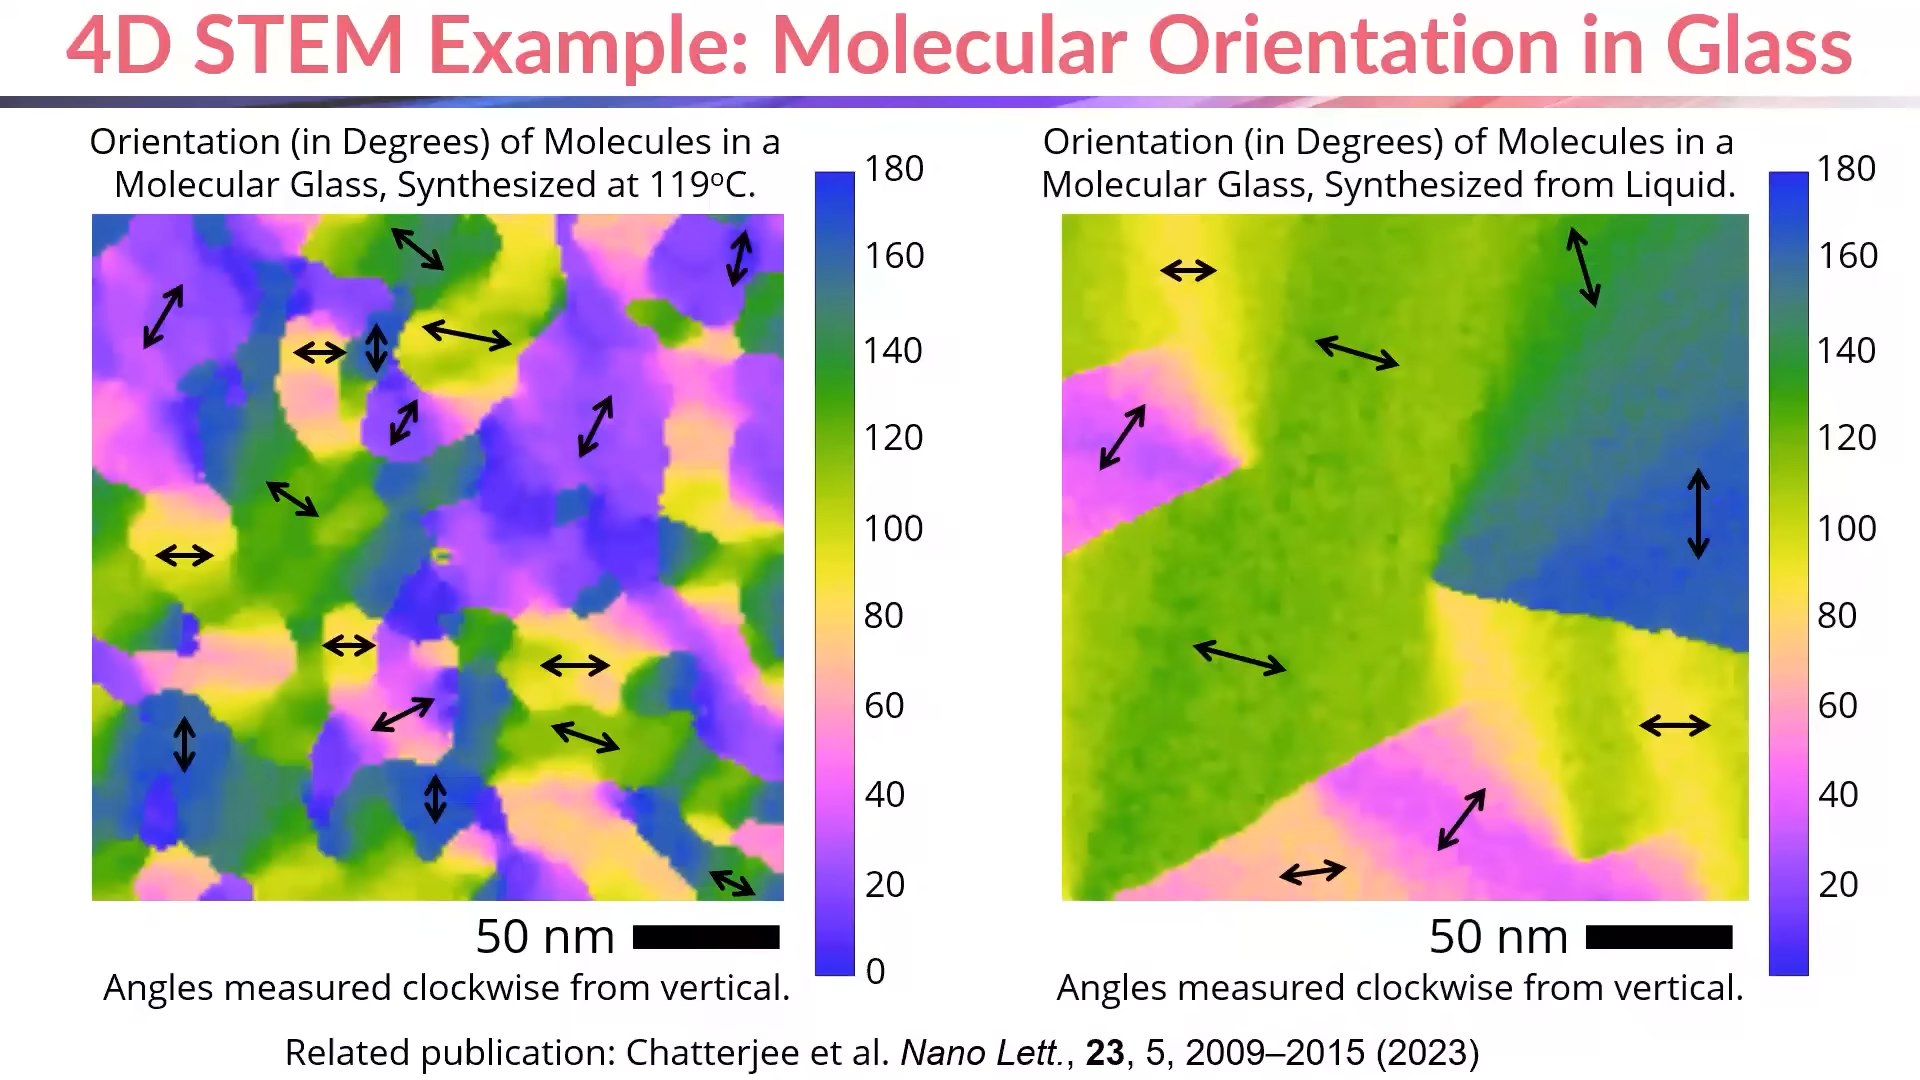 4D STEM Example: Molecular Orientation in Glass
Orientation (in Degrees) of Molecules in a
Molecular Glass, Synthesized at 119ºC.
180
160
140
120
100
80
60
40
20
0
50 nm
Angles measured clockwise from vertical.
Orientation (in Degrees) of Molecules in a
Molecular Glass, Synthesized from Liquid.
180
160
140
120
100
80
60
40
20
50 nm
Angles measured clockwise from vertical.
Related publication: Chatterjee et al. Nano Lett., 23, 5, 2009–2015 (2023)